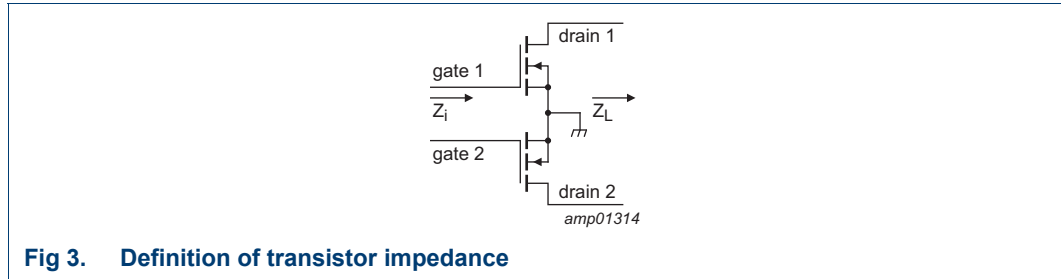 drain 1
gate 1
Zi
ZL
gate 2
drain 2
amp01314
Fig 3. Definition of transistor impedance